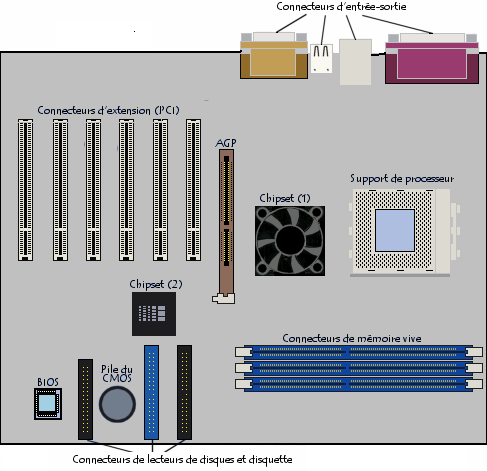 Connecteurs d'entrée-sortie
Connecteurs d'extension (PCI)
AGP
Chipset (1)
Support de processeur
Chipset (2)
Connecteurs de mémoire vive
BIOS
Pile du
CMOS
Connecteurs de lecteurs de disques et disquette